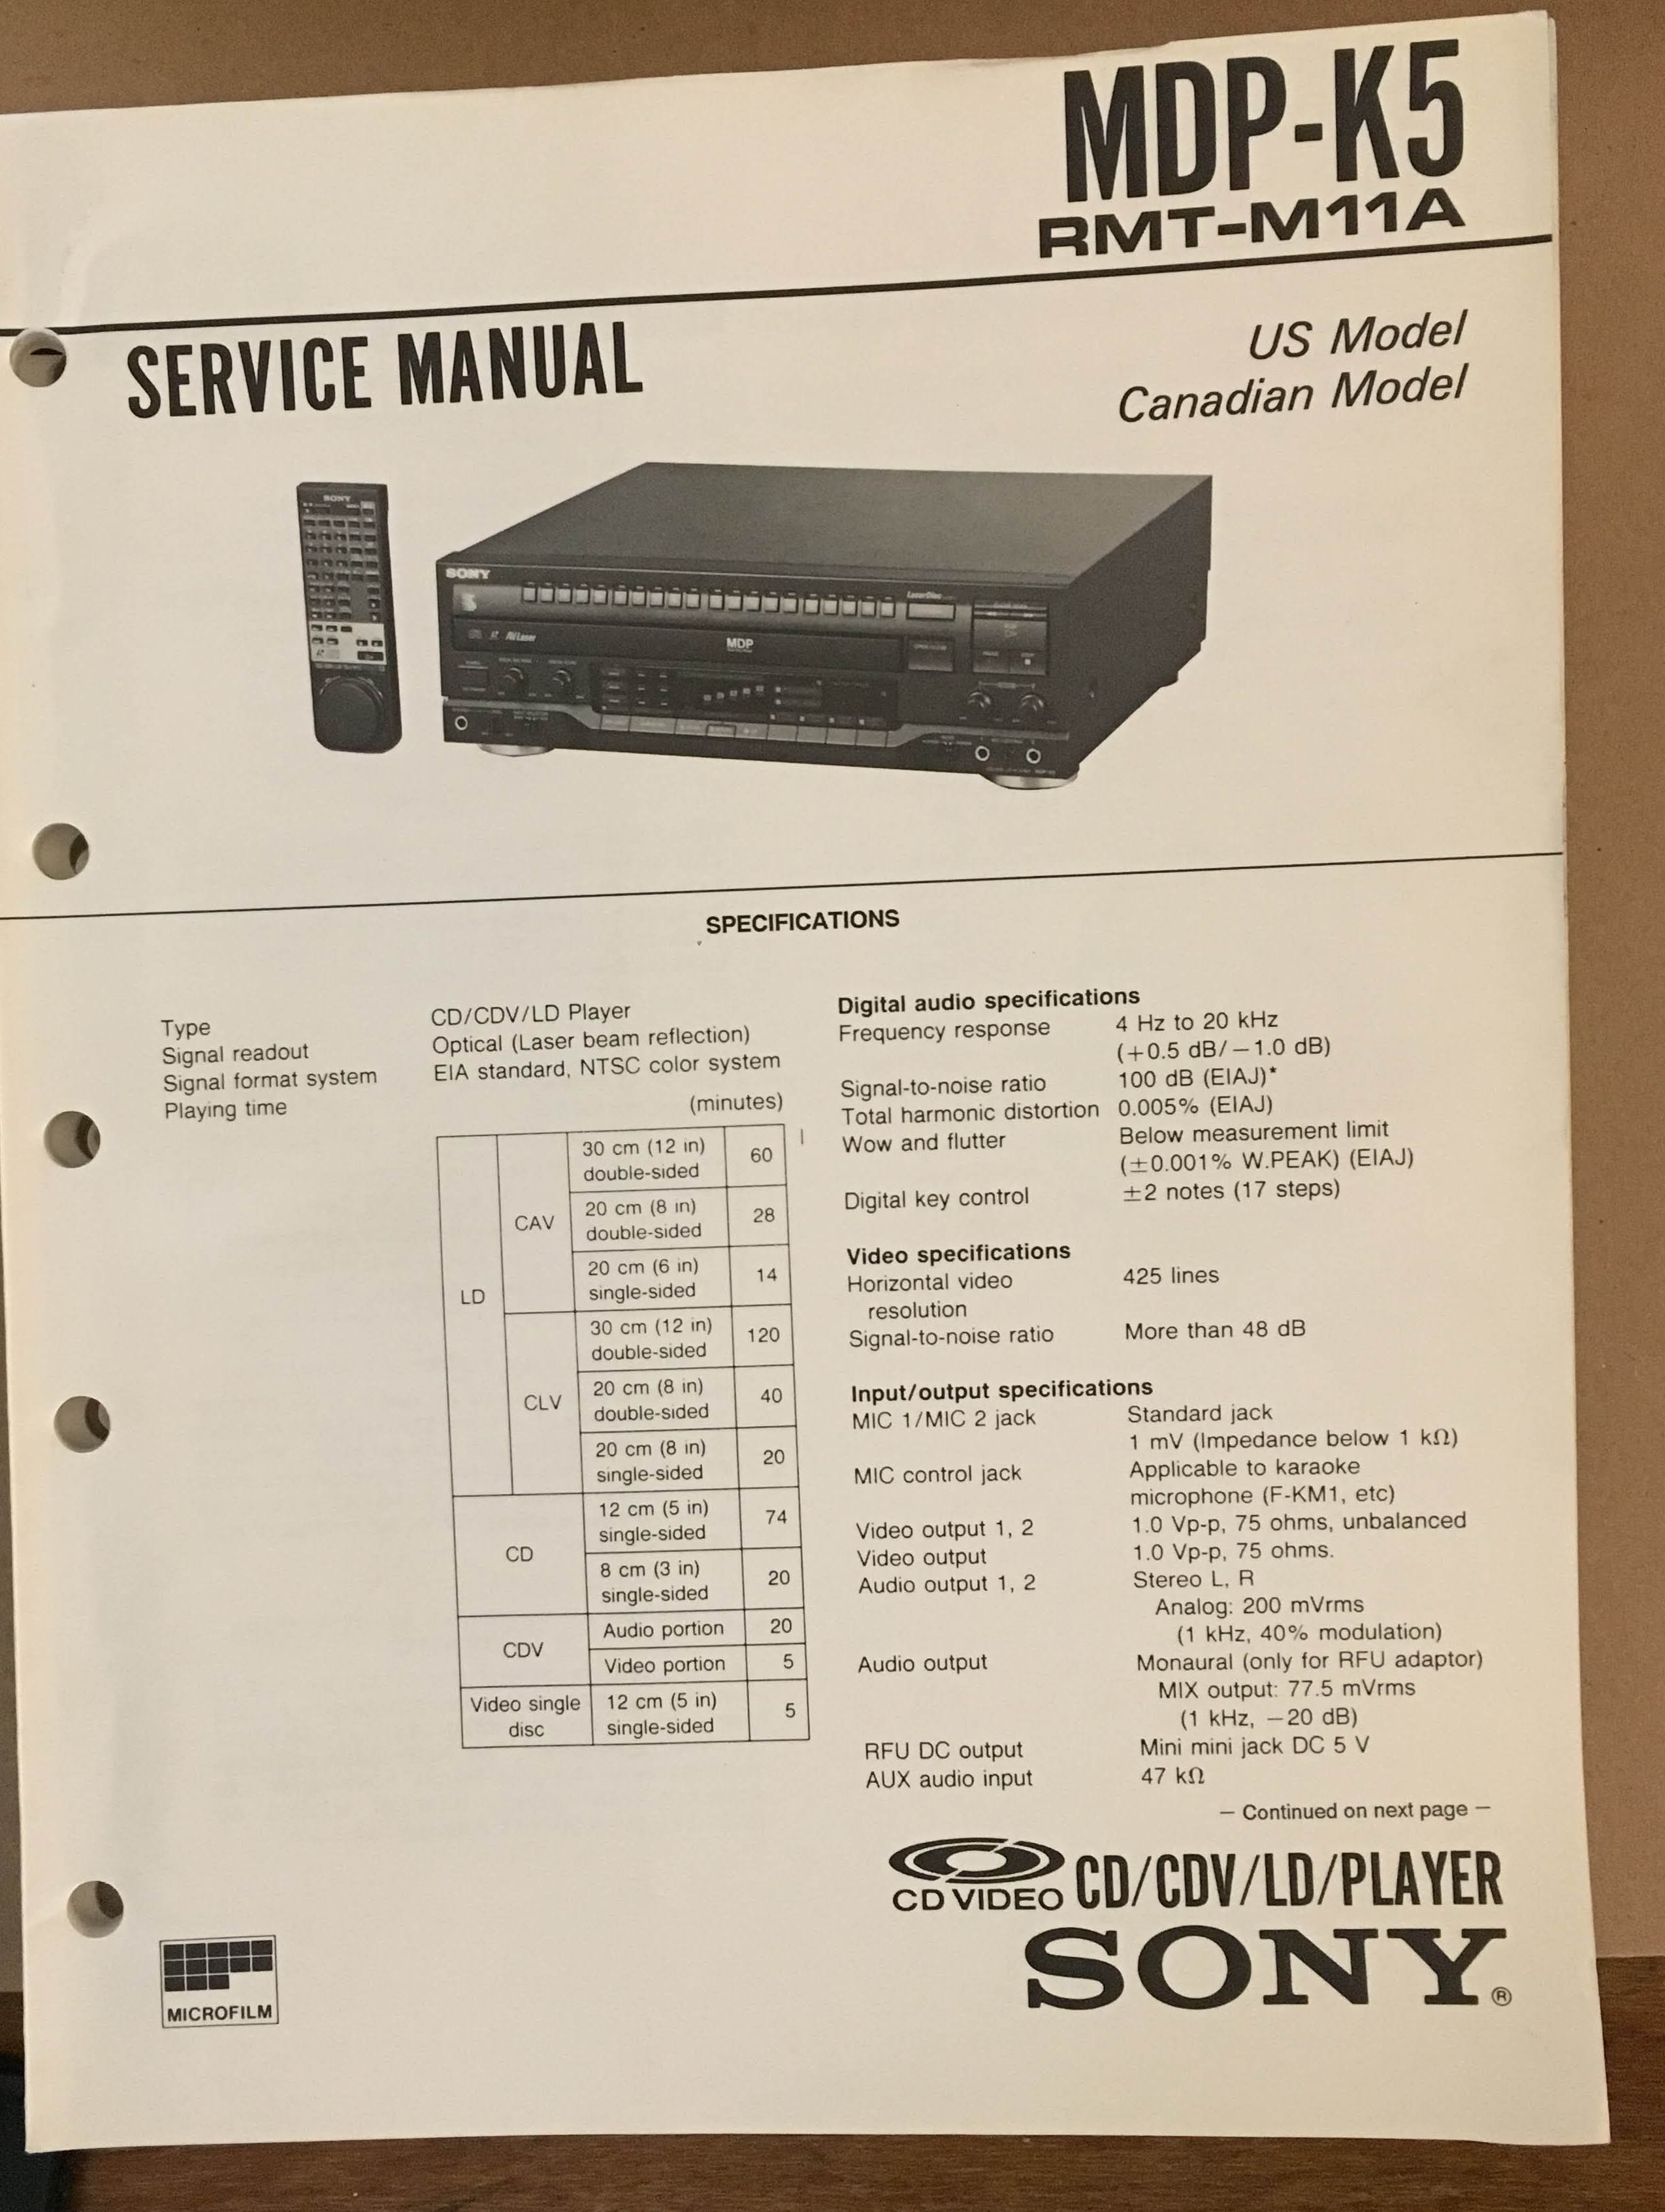 MDP-K5
RMT-M11A
SERVICE MANUAL
US Model
Canadian Model
SONY
SONY
LaserDisc
AV Laser
MDP
OPEN/CLOSE
SPECIFICATIONS
Type CD/CDV/LD Player
Signal readout Optical (Laser beam reflection)
Signal format system EIA standard, NTSC color system
Playing time
(minutes)
LD
CAV
30 cm (12 in)
double-sided
60
20 cm (8 in)
double-sided
28
20 cm (6 in)
single-sided
14
CLV
30 cm (12 in)
double-sided
120
20 cm (8 in)
double-sided
40
20 cm (8 in)
single-sided
20
CD
12 cm (5 in)
single-sided
74
8 cm (3 in)
single-sided
20
CDV
Audio portion 20
Video portion 5
Video single
disc
12 cm (5 in)
single-sided
5
Digital audio specifications
Frequency response 4 Hz to 20 kHz
(+0.5 dB/−1.0 dB)
Signal-to-noise ratio 100 dB (EIAJ)*
Total harmonic distortion 0.005% (EIAJ)
Wow and flutter Below measurement limit
(±0.001% W.PEAK) (EIAJ)
Digital key control ±2 notes (17 steps)
Video specifications
Horizontal video 425 lines
resolution
Signal-to-noise ratio More than 48 dB
Input/output specifications
MIC 1/MIC 2 jack Standard jack
1 mV (Impedance below 1 kΩ)
MIC control jack Applicable to karaoke
microphone (F-KM1, etc)
Video output 1, 2 1.0 Vp-p, 75 ohms, unbalanced
Video output 1.0 Vp-p, 75 ohms.
Audio output 1, 2 Stereo L, R
Analog: 200 mVrms
(1 kHz, 40% modulation)
Audio output Monaural (only for RFU adaptor)
MIX output: 77.5 mVrms
(1 kHz, −20 dB)
RFU DC output Mini mini jack DC 5 V
AUX audio input 47 kΩ
— Continued on next page —
CD VIDEO
CD/CDV/LD/PLAYER
SONY®
MICROFILM